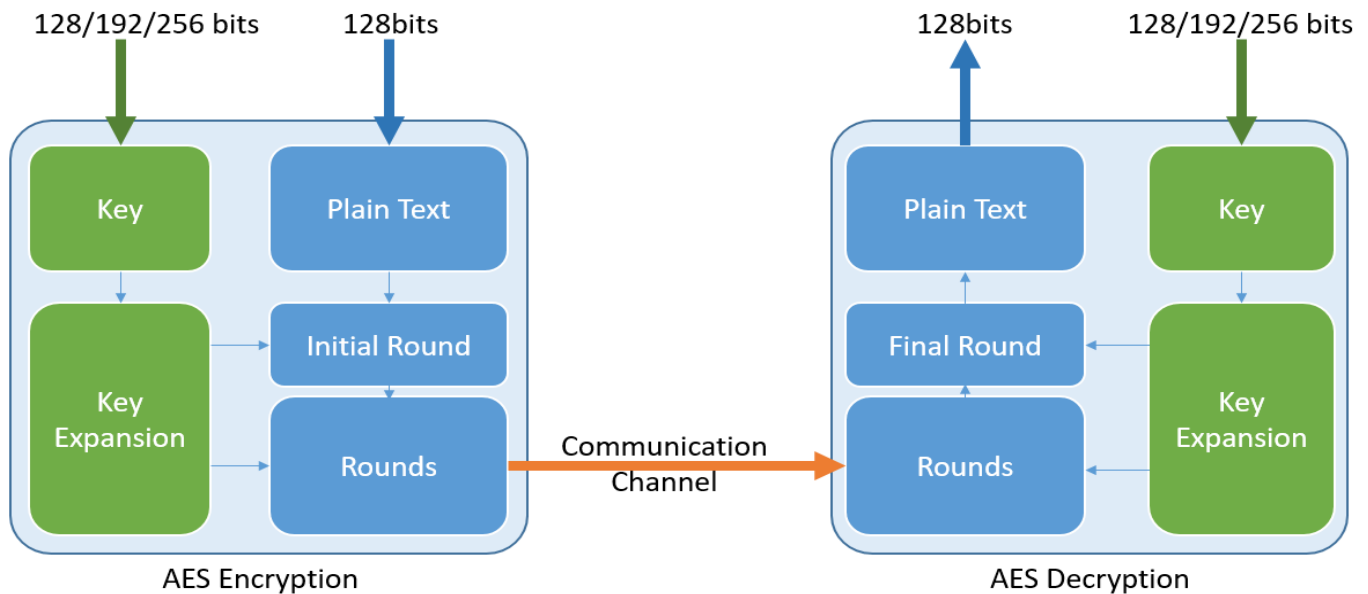 128/192/256 bits
128bits
128bits
128/192/256 bits
Key
Plain Text
Plain Text
Key
Initial Round
Final Round
Key
Expansion
Key
Expansion
Rounds
Communication
Channel
Rounds
AES Encryption
AES Decryption